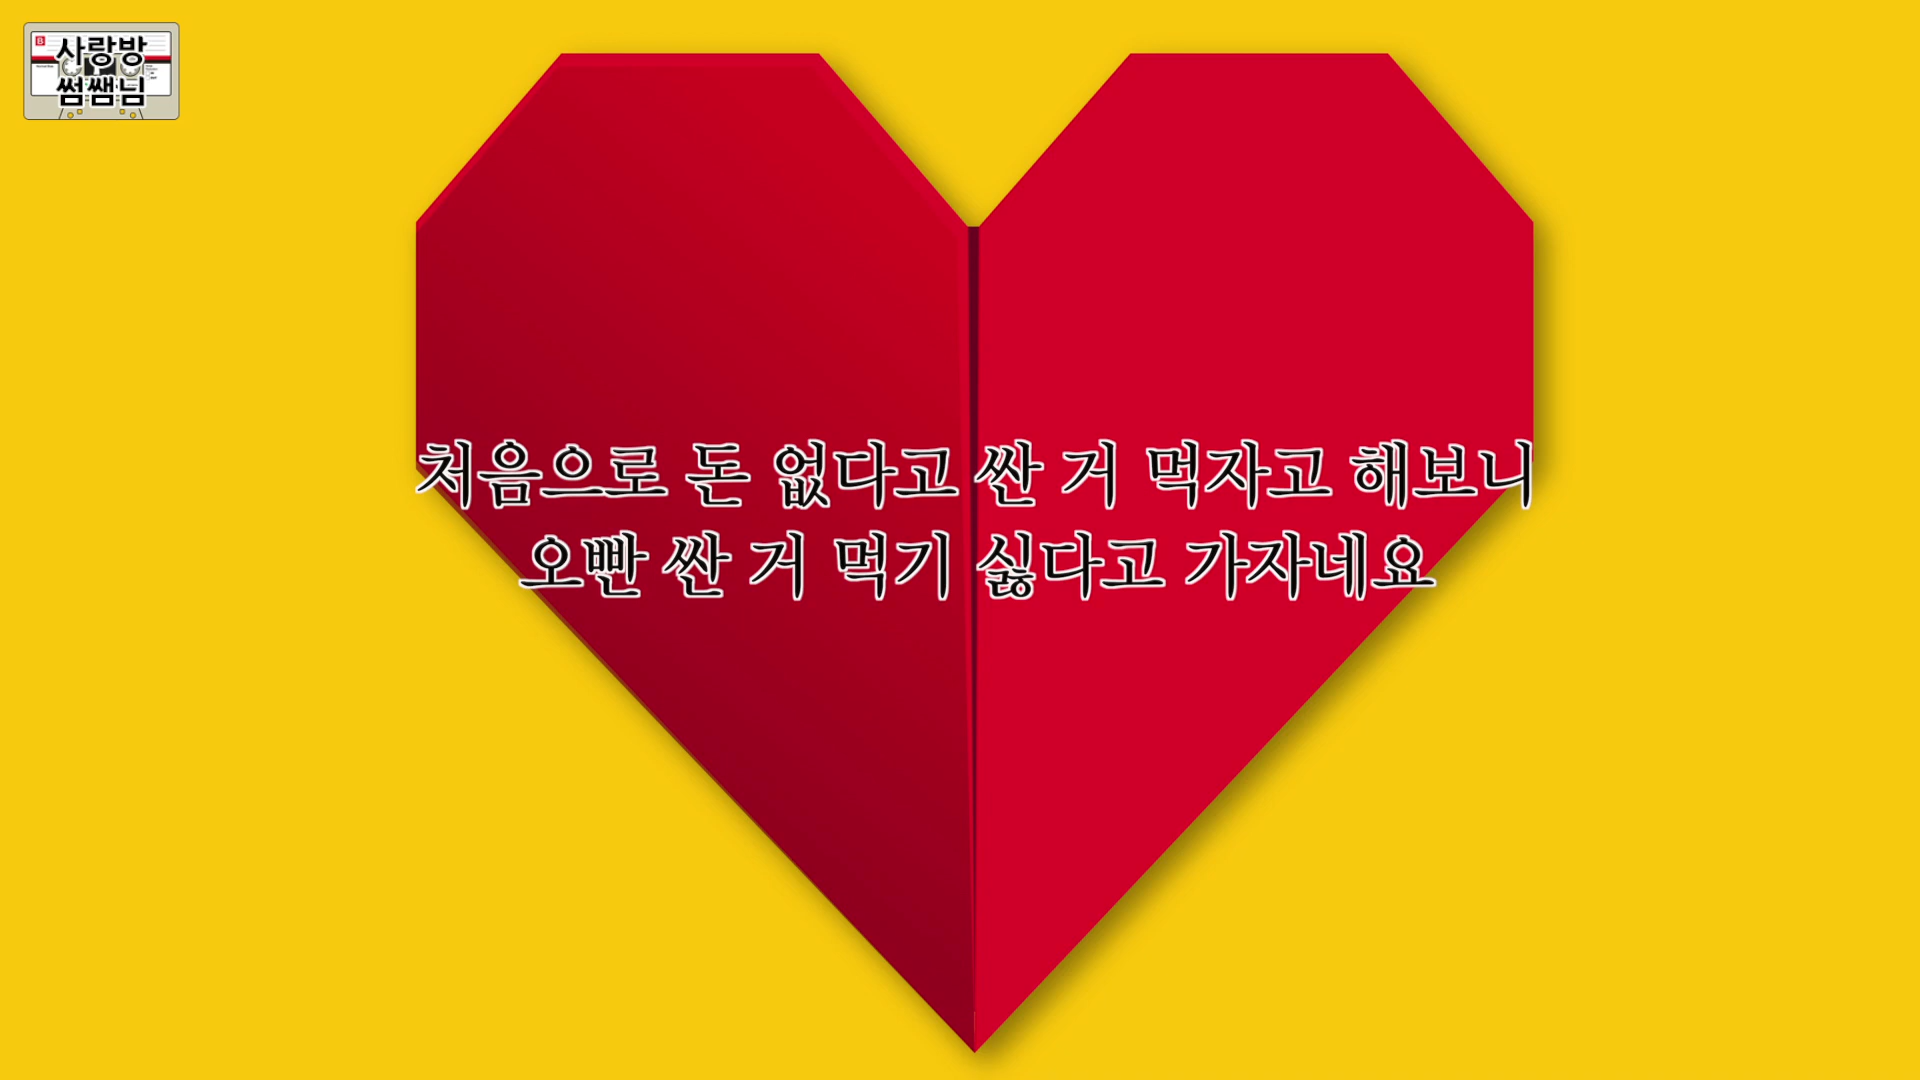 사랑방
썸쌤님
처음으로 돈 없다고 싼 거 먹자고 해보니
오빤 싼 거 먹기 싫다고 가자네요